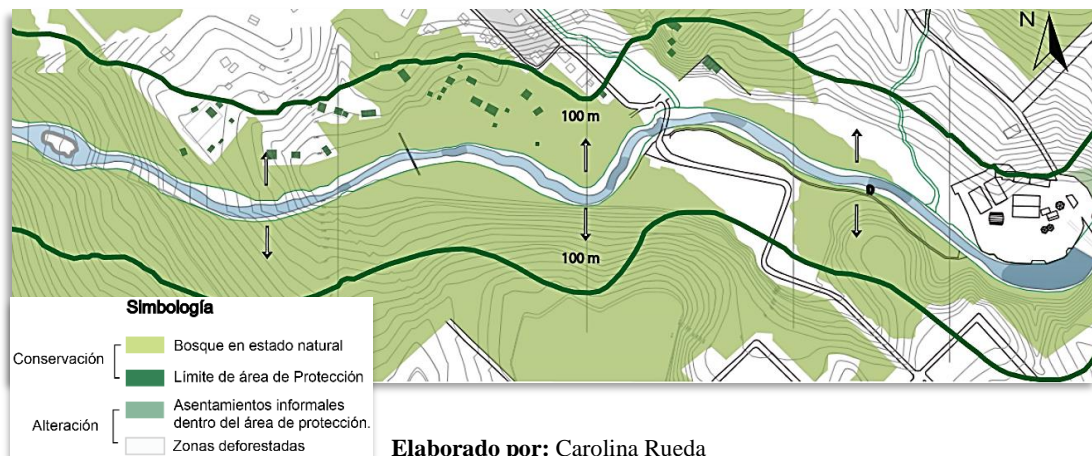 N
100 m
100 m
Simbología
Conservación
Bosque en estado natural
Límite de área de Protección
Alteración
Asentamientos informales
dentro del área de protección.
Zonas deforestadas
Elaborado por: Carolina Rueda